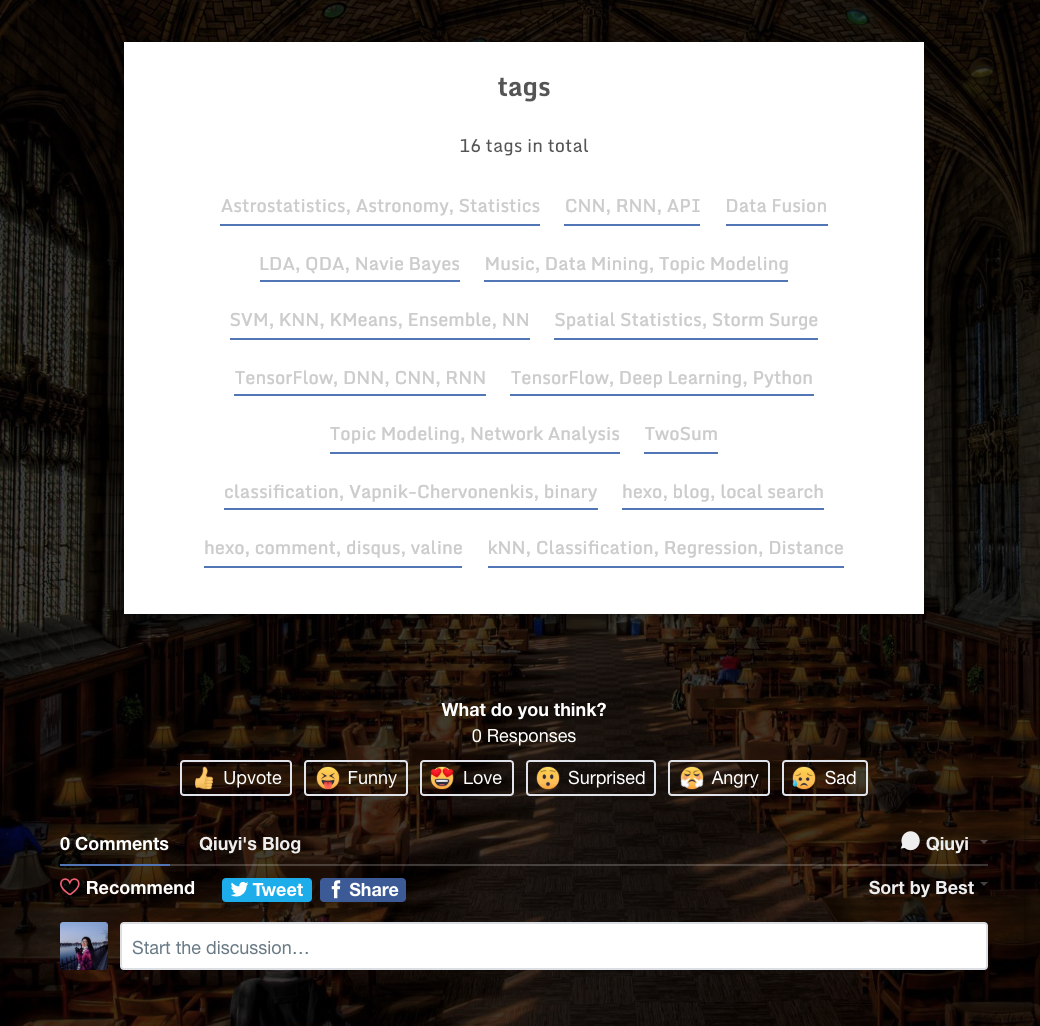 tags
16 tags in total
Astrostatistics, Astronomy, Statistics CNN, RNN, API Data Fusion
LDA, QDA, Navie Bayes Music, Data Mining, Topic Modeling
SVM, KNN, KMeans, Ensemble, NN Spatial Statistics, Storm Surge
TensorFlow, DNN, CNN, RNN TensorFlow, Deep Learning, Python
Topic Modeling, Network Analysis TwoSum
classification, Vapnik-Chervonenkis, binary hexo, blog, local search
hexo, comment, disqus, valine kNN, Classification, Regression, Distance
What do you think?
0 Responses
Upvote Funny Love Surprised Angry Sad
0 Comments Qiuyi's Blog Qiuyi
Recommend Tweet Share Sort by Best
Start the discussion...